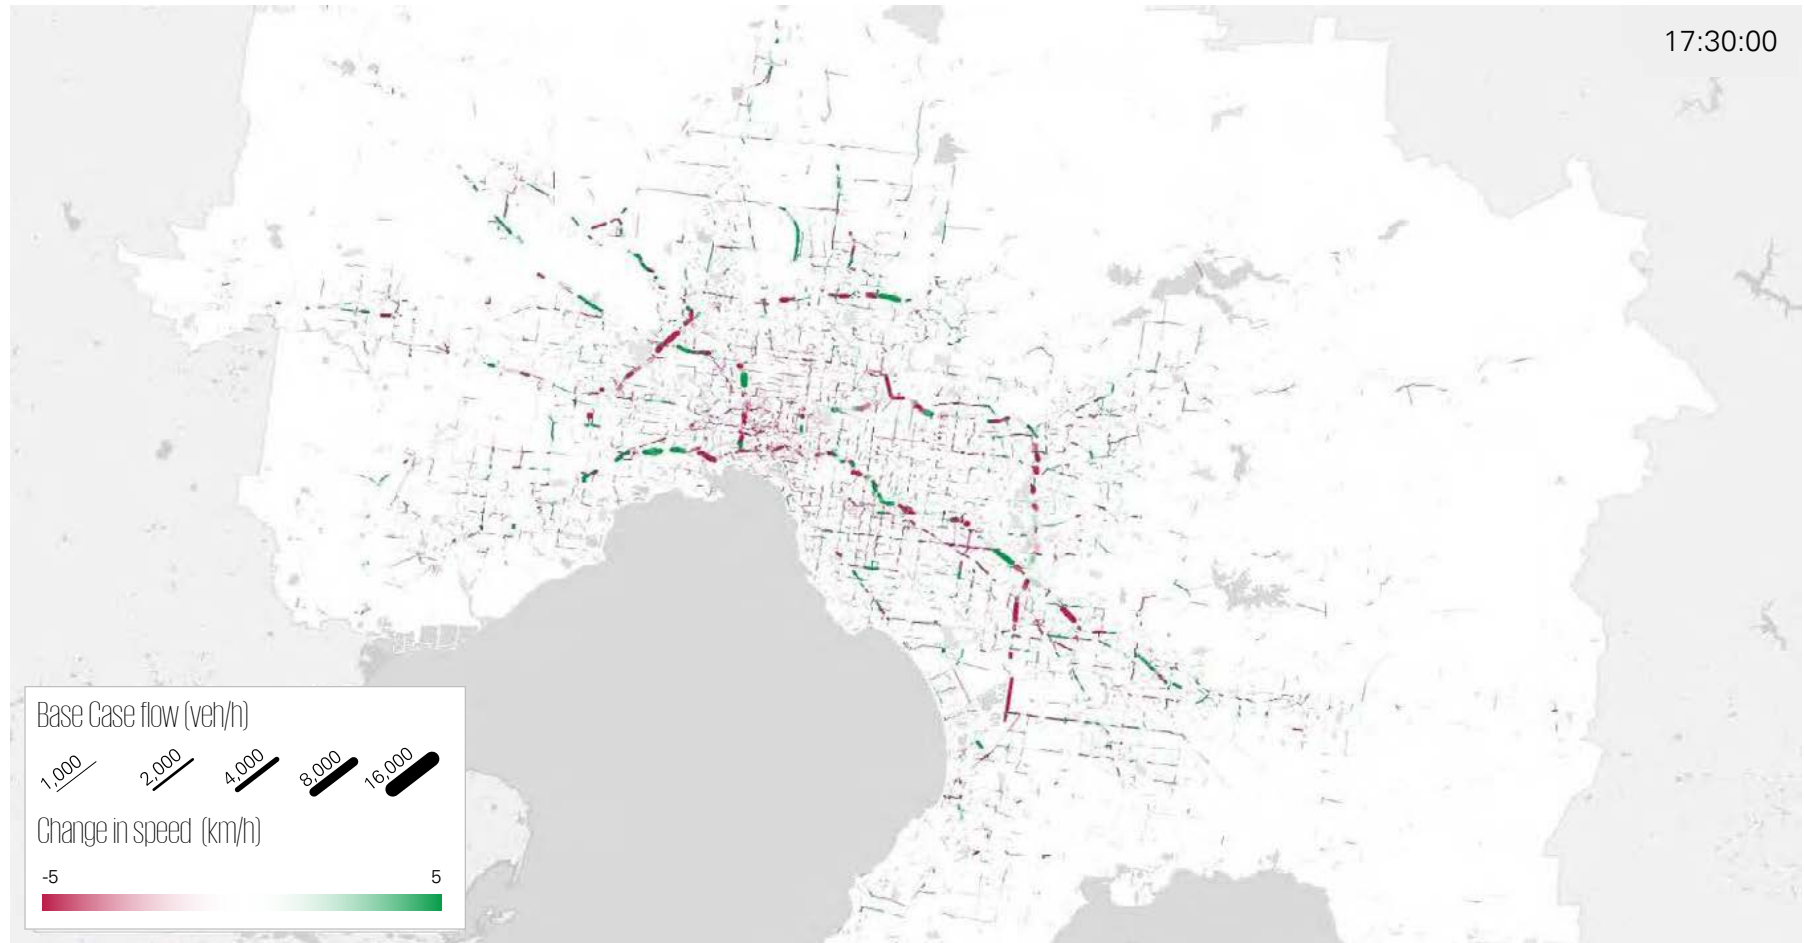 17:30:00
Base Case flow (veh/h)
1,000 2,000 4,000 8,000 16,000
Change in speed (km/h)
-5 5